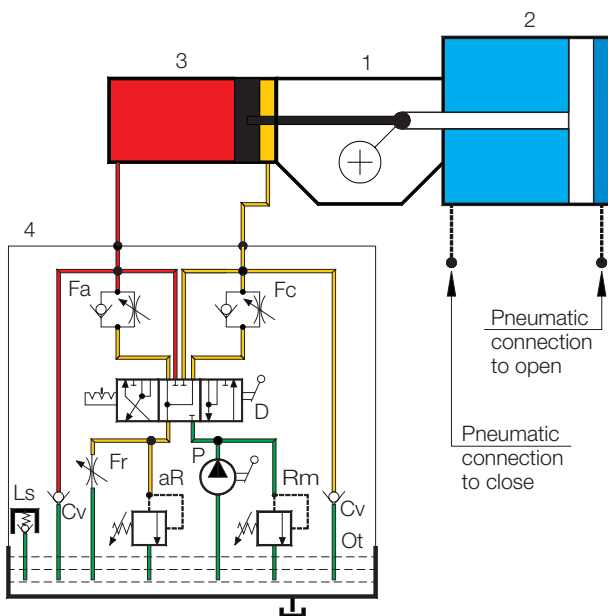 2
3
1
4
Fa
Fc
Pneumatic
connection
to open
D
P
Fr
aR
Rm
Pneumatic
connection
to close
Ls
Cv
Cv
Ot